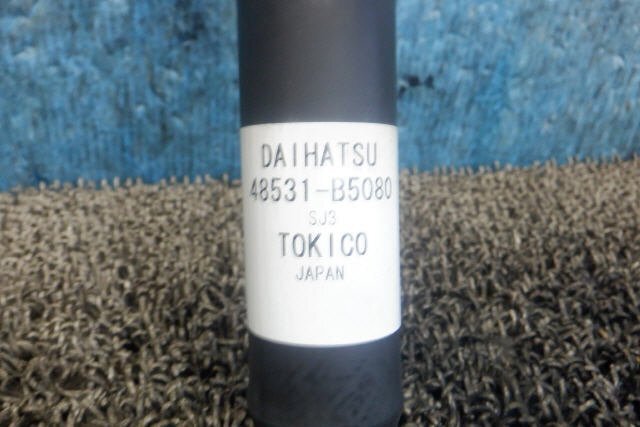 DAIHATSU
48531-B5080
SJ3
TOKICO
JAPAN